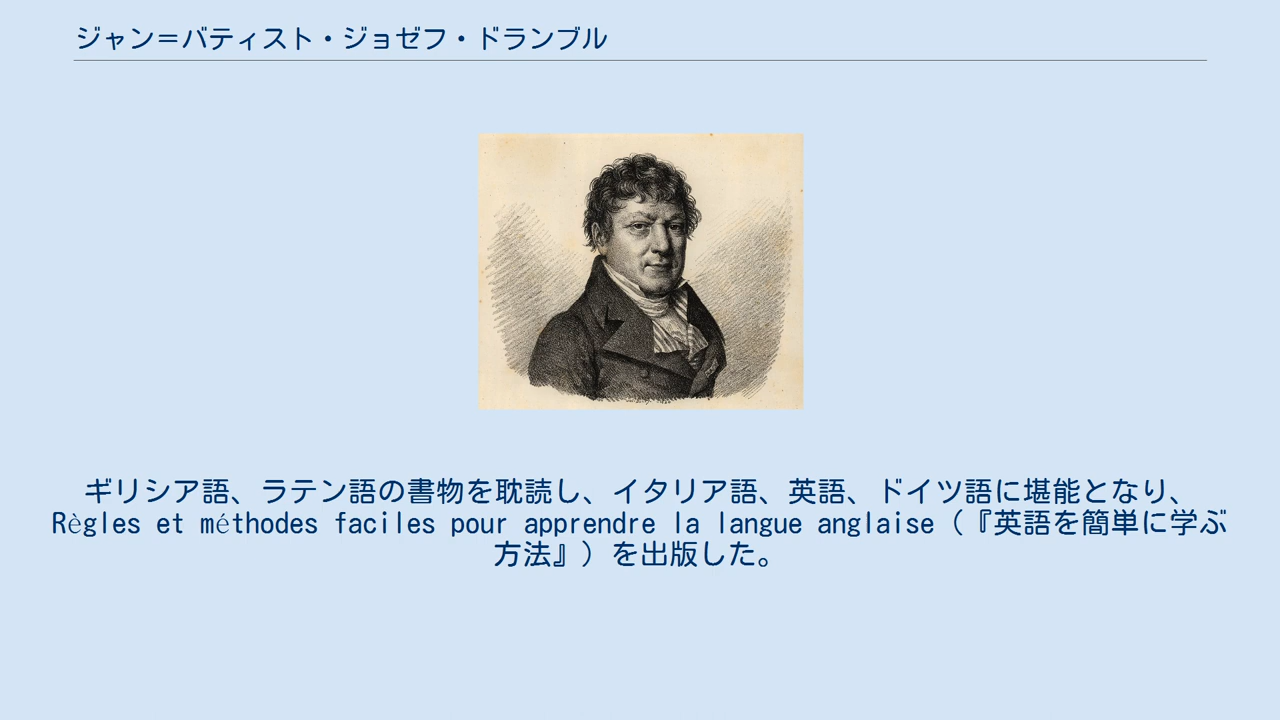 ジャン＝バティスト・ジョゼフ・ドランブル
ギリシア語、ラテン語の書物を耽読し、イタリア語、英語、ドイツ語に堪能となり、
Règles et méthodes faciles pour apprendre la langue anglaise（『英語を簡単に学ぶ
方法』）を出版した。